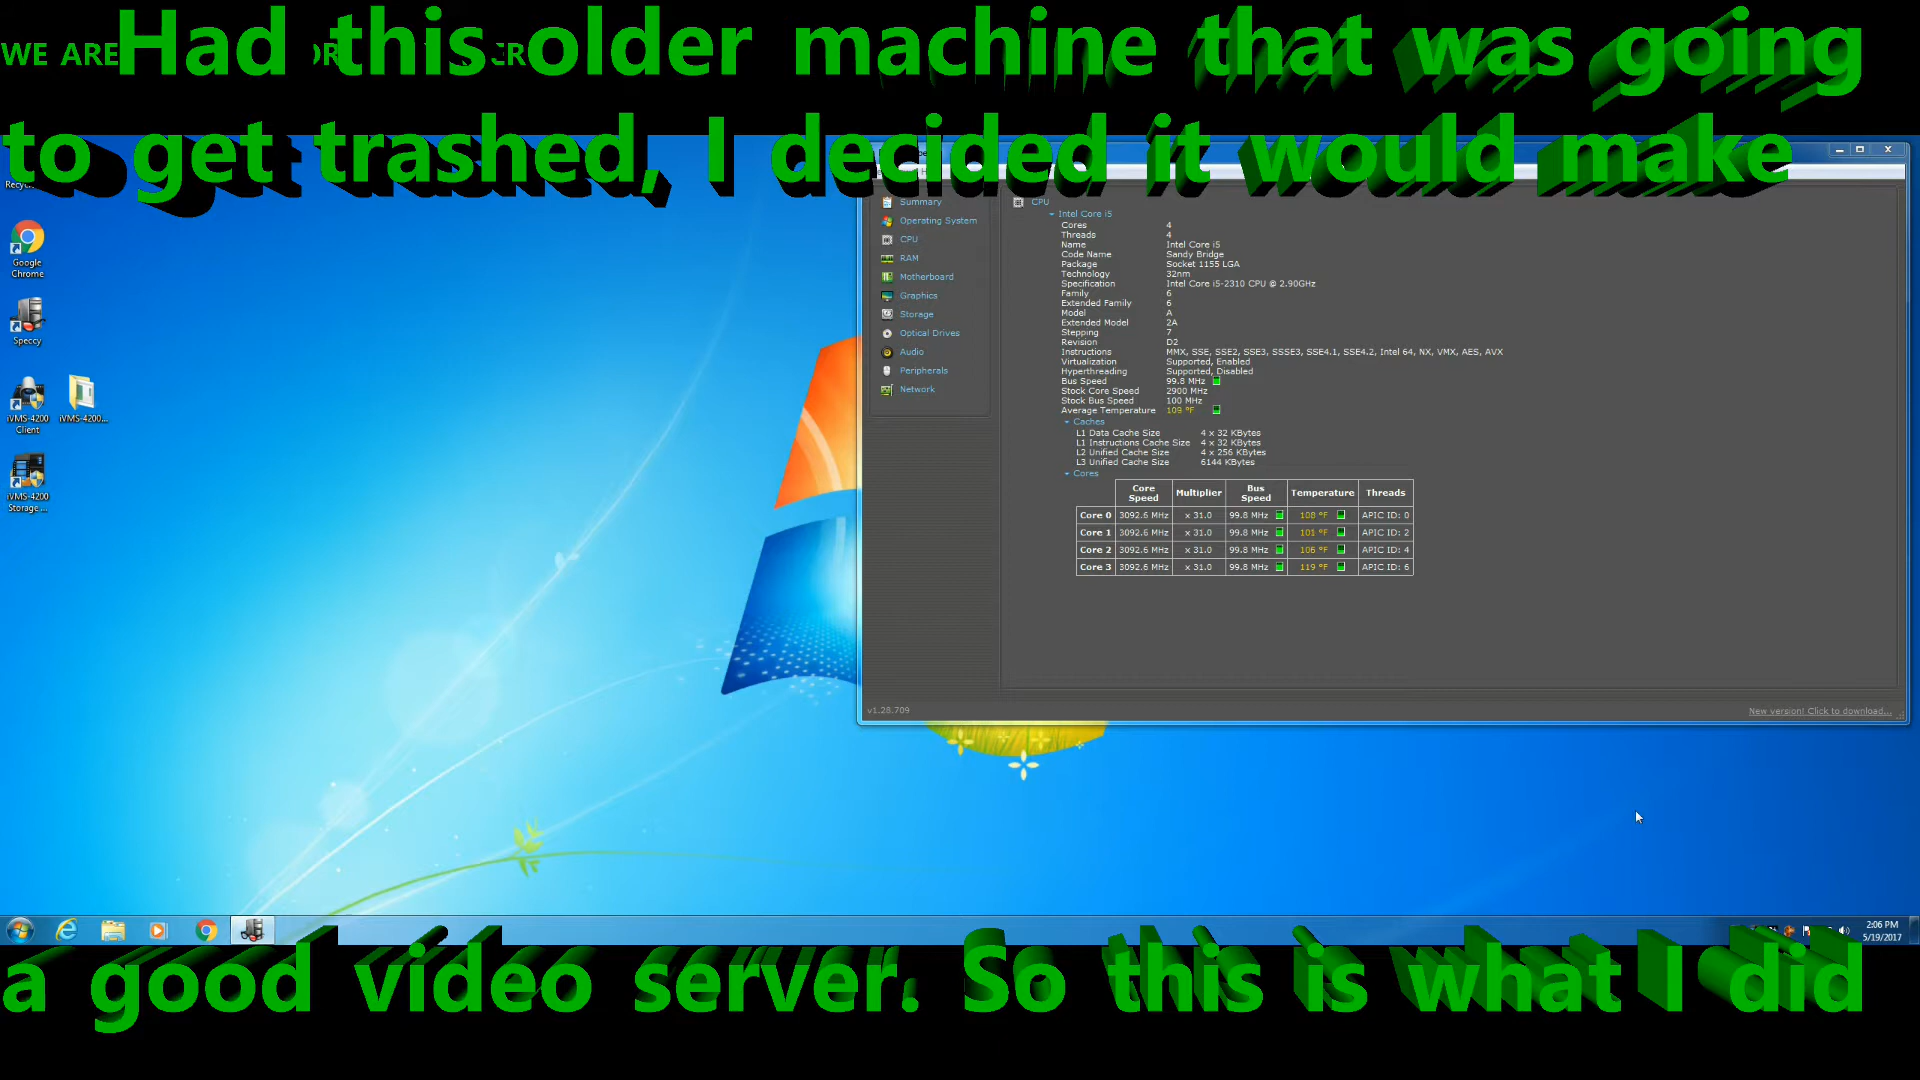 WE ARE
Had this older machine that was going
to get trashed, I decided it would make
Google
Chrome
Speccy
iVMS-4200
Client
iVMS-4200...
iVMS-4200
Storage ...
Summary
Operating System
CPU
RAM
Motherboard
Graphics
Storage
Optical Drives
Audio
Peripherals
Network
CPU
Intel Core i5
Cores 4
Threads 4
Name Intel Core i5
Code Name Sandy Bridge
Package Socket 1155 LGA
Technology 32nm
Specification Intel Core i5-2310 CPU @ 2.90GHz
Family 6
Extended Family 6
Model A
Extended Model 2A
Stepping 7
Revision D2
Instructions MMX, SSE, SSE2, SSE3, SSSE3, SSE4.1, SSE4.2, Intel 64, NX, VMX, AES, AVX
Virtualization Supported, Enabled
Hyperthreading Supported, Disabled
Bus Speed 99.8 MHz
Stock Core Speed 2900 MHz
Stock Bus Speed 100 MHz
Average Temperature 109 °F
Caches
L1 Data Cache Size 4 x 32 KBytes
L1 Instructions Cache Size 4 x 32 KBytes
L2 Unified Cache Size 4 x 256 KBytes
L3 Unified Cache Size 6144 KBytes
Cores
Core Speed Multiplier Bus Speed Temperature Threads
Core 0 3092.6 MHz x 31.0 99.8 MHz 108 °F APIC ID: 0
Core 1 3092.6 MHz x 31.0 99.8 MHz 101 °F APIC ID: 2
Core 2 3092.6 MHz x 31.0 99.8 MHz 106 °F APIC ID: 4
Core 3 3092.6 MHz x 31.0 99.8 MHz 119 °F APIC ID: 6
v1.28.709
New version! Click to download...
2:06 PM
5/19/2017
a good video server. So this is what I did